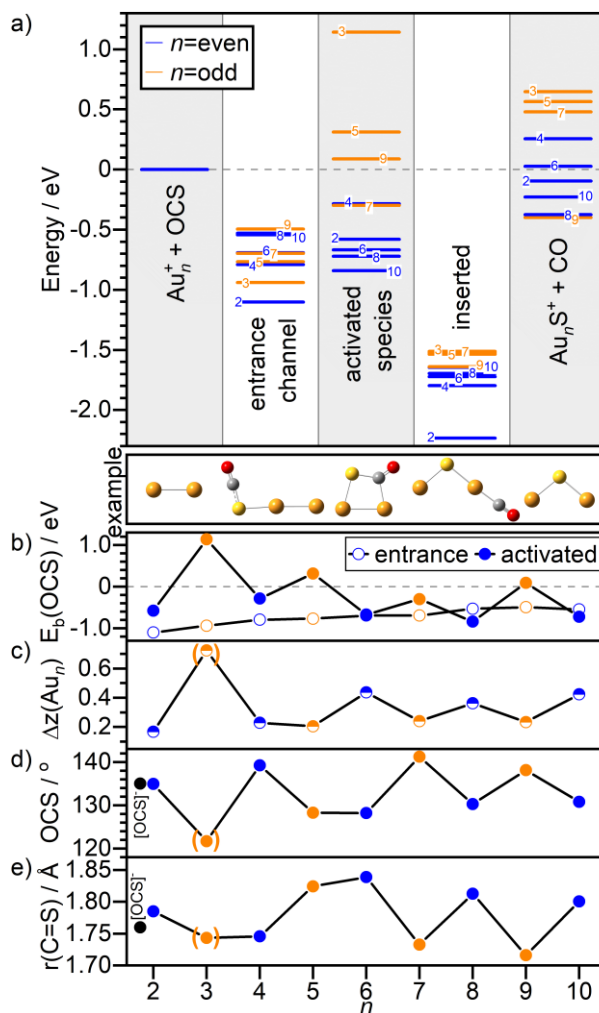 a)
n=even
n=odd
1.0
0.5
0
-0.5
-1.0
-1.5
-2.0
Energy / eV
Au_n^+ + OCS
entrance
channel
activated
species
inserted
Au_nS^+ + CO
9
8
10
6
7
5
4
3
2
3
5
9
4
7
2
6
8
10
3
5
7
9
10
8
6
4
2
3
5
7
4
6
2
10
8
9
example
b)
E_b(OCS) / eV
1.0
0
-1.0
entrance
activated
c)
Δz(Au_n)
0.6
0.4
0.2
( )
d)
OCS / °
140
130
120
[OCS]^-
( )
e)
r(C=S) / Å
1.85
1.80
1.75
1.70
[OCS]^-
( )
2 3 4 5 6 7 8 9 10
n